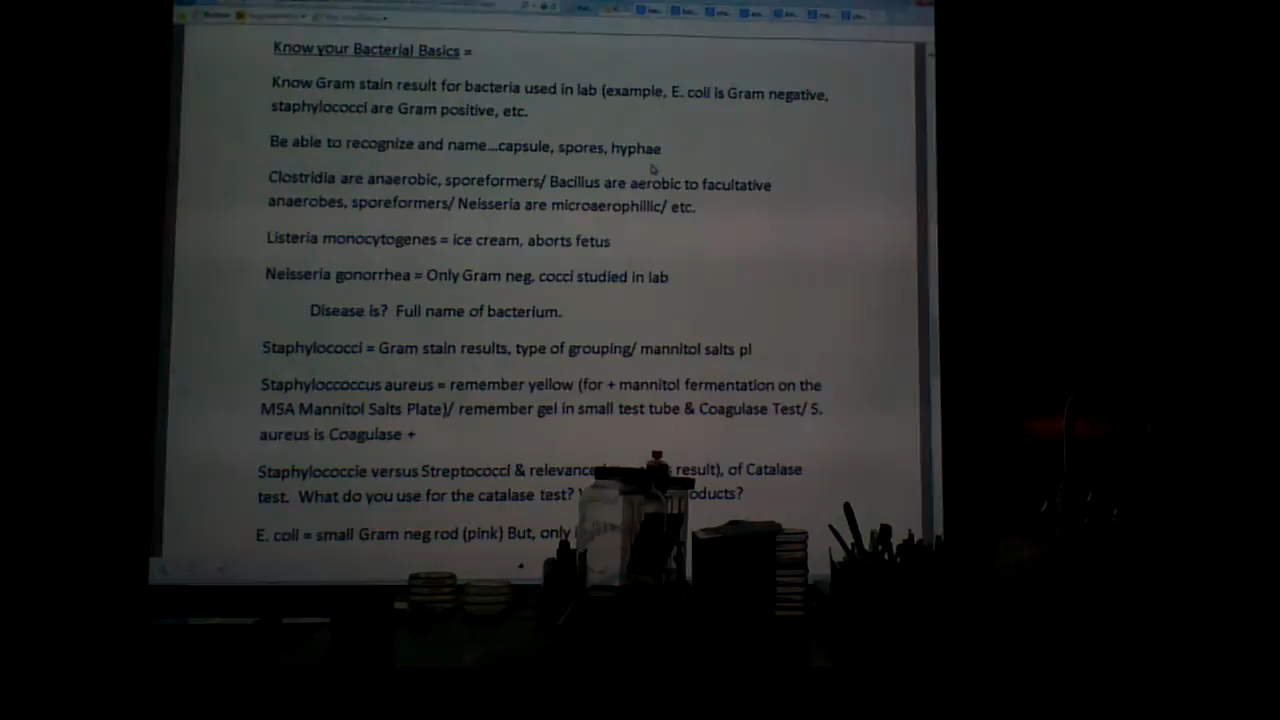 Know your Bacterial Basics =
Know Gram stain result for bacteria used in lab (example, E. coli is Gram negative,
staphylococci are Gram positive, etc.
Be able to recognize and name...capsule, spores, hyphae
Clostridia are anaerobic, sporeformers/ Bacillus are aerobic to facultative
anaerobes, sporeformers/ Neisseria are microaerophillic/ etc.
Listeria monocytogenes = ice cream, aborts fetus
Neisseria gonorrhea = Only Gram neg, cocci studied in lab
Disease is?  Full name of bacterium.
Staphylococci = Gram stain results, type of grouping/ mannitol salts pl
Staphyloccoccus aureus = remember yellow (for + mannitol fermentation on the
MSA Mannitol Salts Plate)/ remember gel in small test tube & Coagulase Test/ S.
aureus is Coagulase +
Staphylococcie versus Streptococci & relevance result), of Catalase
test.  What do you use for the catalase test? oducts?
E. coli = small Gram neg rod (pink) But, only